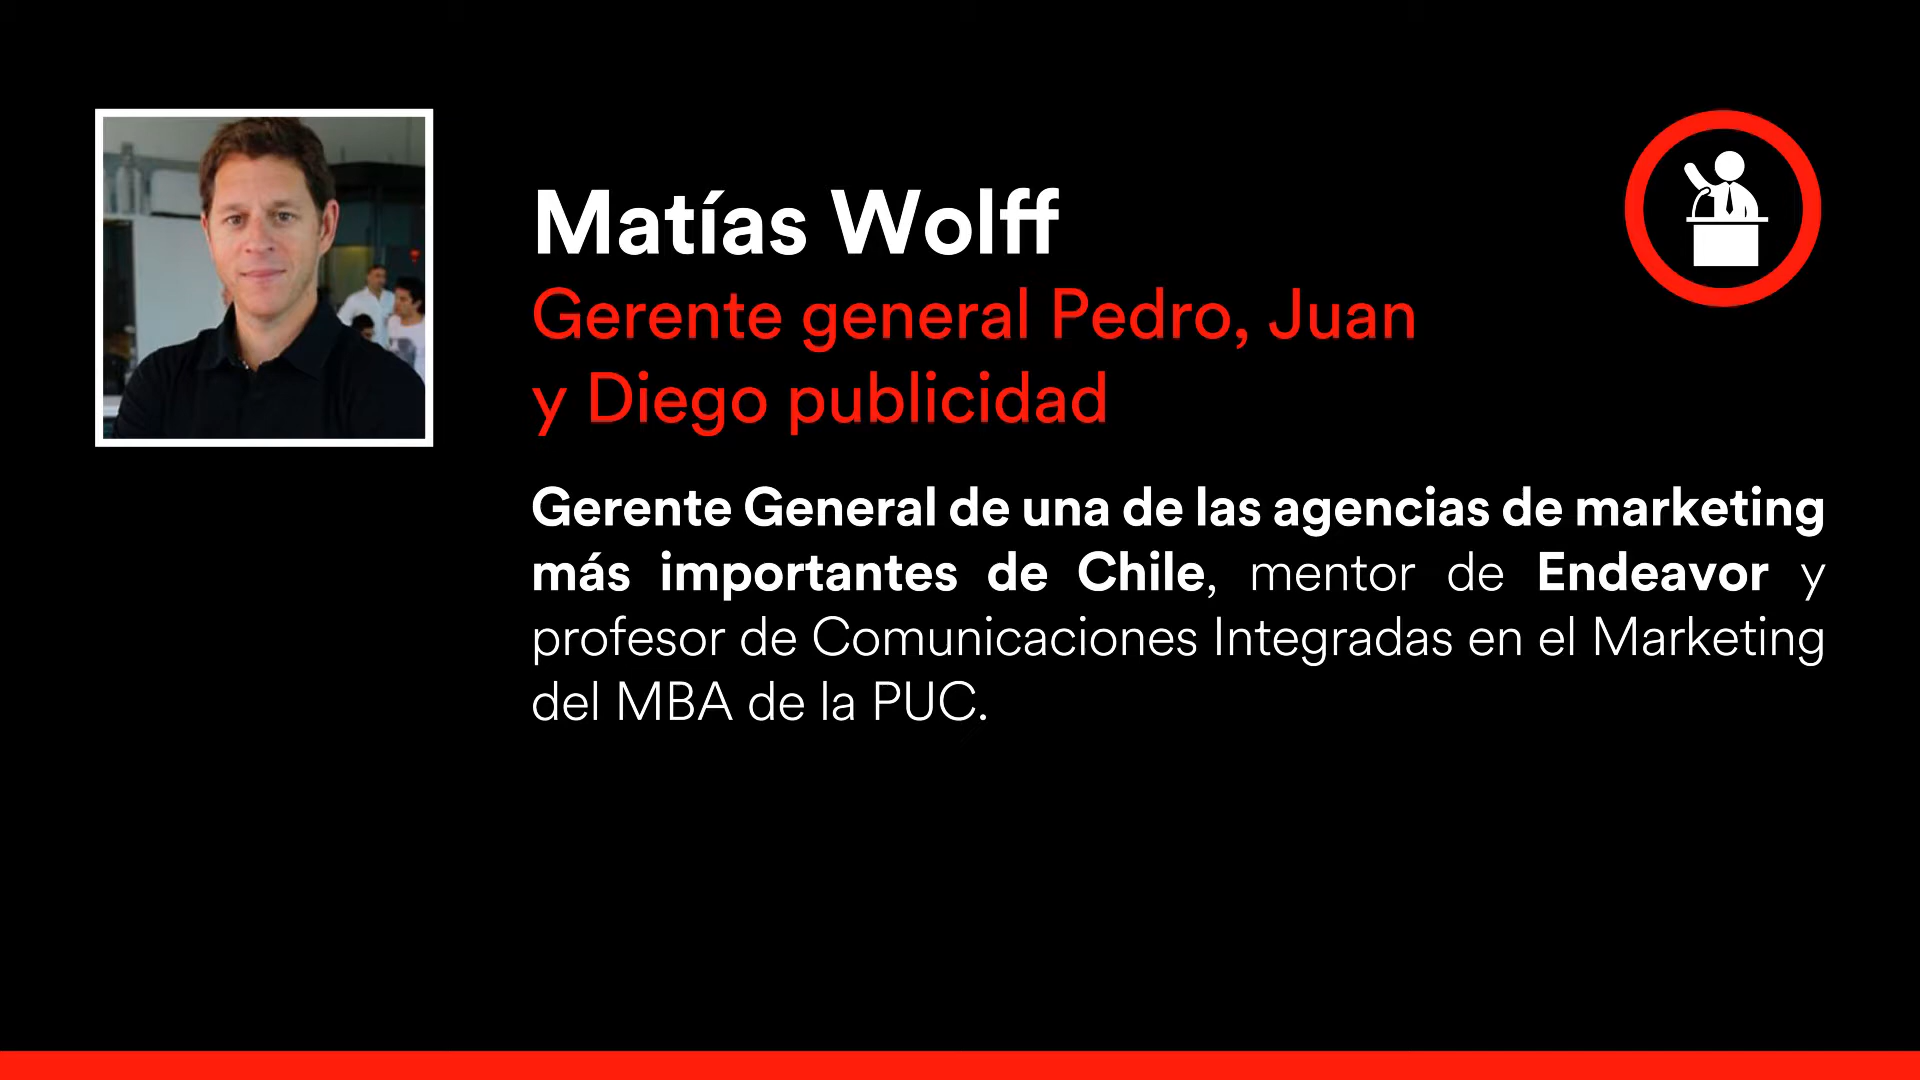 Matías Wolff
Gerente general Pedro, Juan
y Diego publicidad
Gerente General de una de las agencias de marketing
más importantes de Chile, mentor de Endeavor y
profesor de Comunicaciones Integradas en el Marketing
del MBA de la PUC.